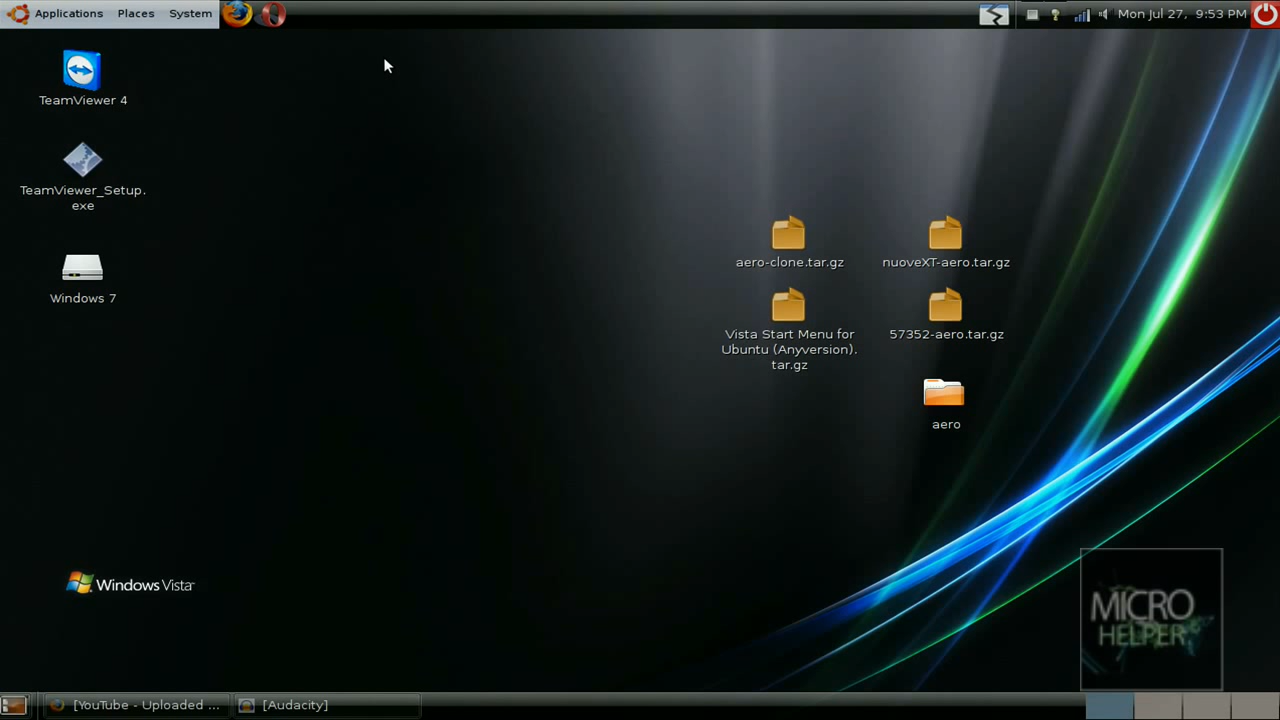 Applications Places System
Mon Jul 27, 9:53 PM
TeamViewer 4
TeamViewer_Setup.
exe
Windows 7
aero-clone.tar.gz
nuoveXT-aero.tar.gz
Vista Start Menu for
Ubuntu (Anyversion).
tar.gz
57352-aero.tar.gz
aero
Windows Vista
MICRO
HELPER
[YouTube - Uploaded ...
[Audacity]